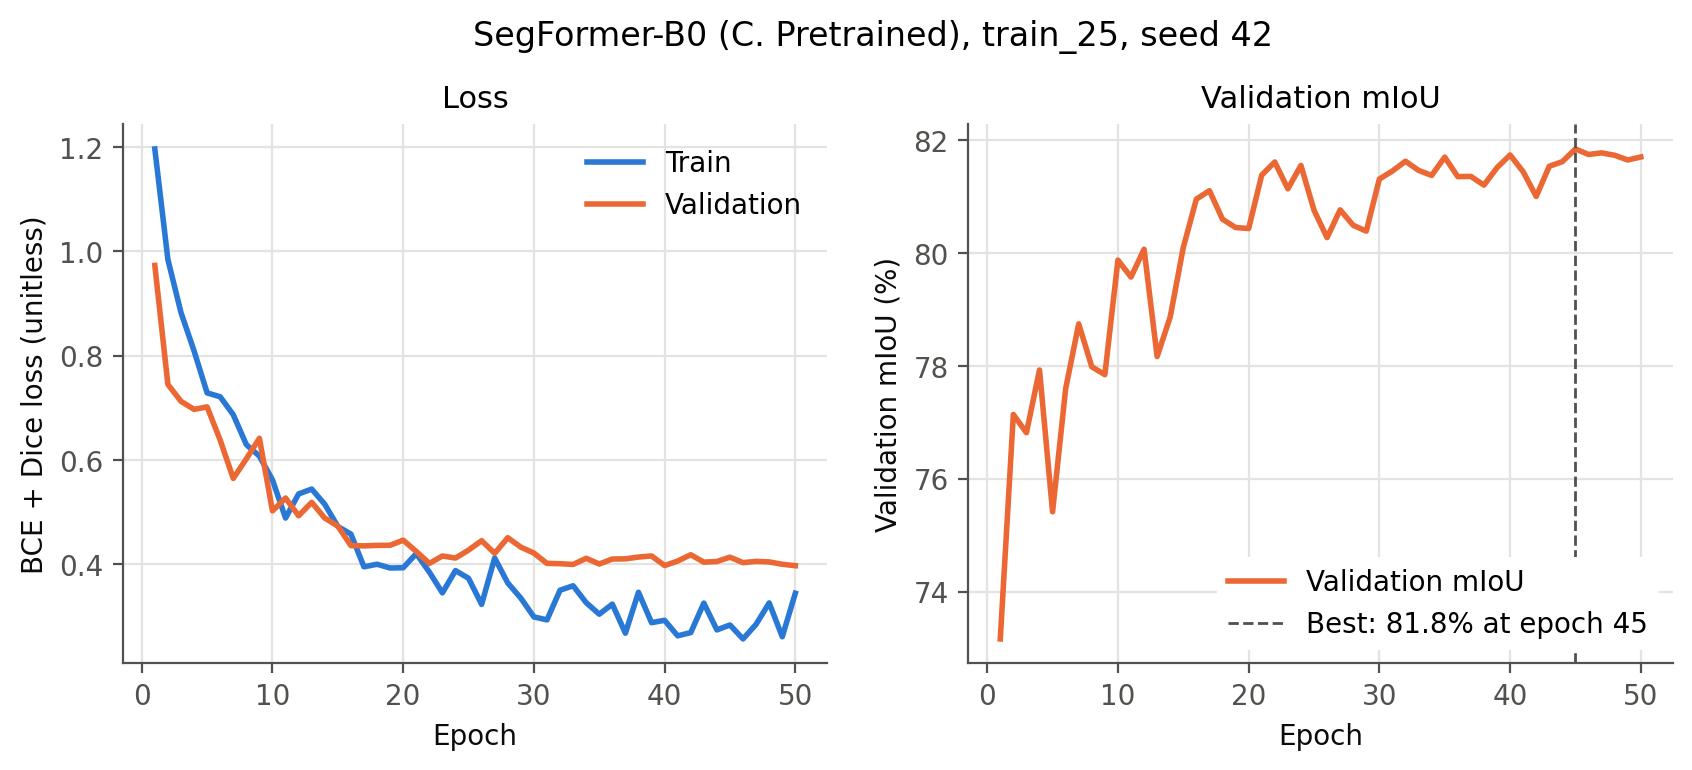 SegFormer-B0 (C. Pretrained), train_25, seed 42
Loss
BCE + Dice loss (unitless)
1.2
1.0
0.8
0.6
0.4
Train
Validation
0 10 20 30 40 50
Epoch
Validation mIoU
Validation mIoU (%)
82
80
78
76
74
Validation mIoU
Best: 81.8% at epoch 45
0 10 20 30 40 50
Epoch